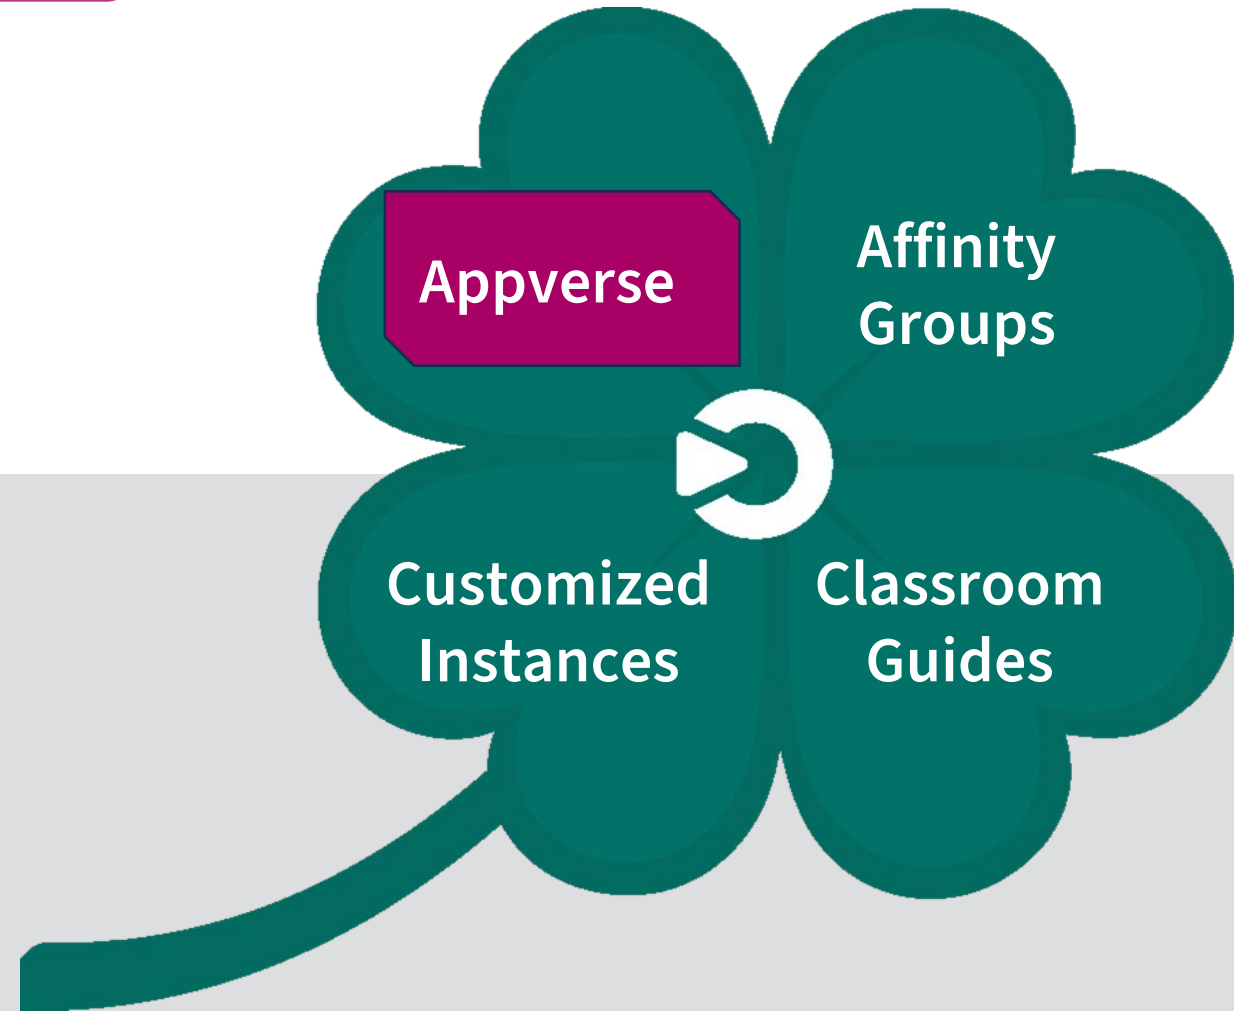 Appverse
Affinity
Groups
Customized
Instances
Classroom
Guides